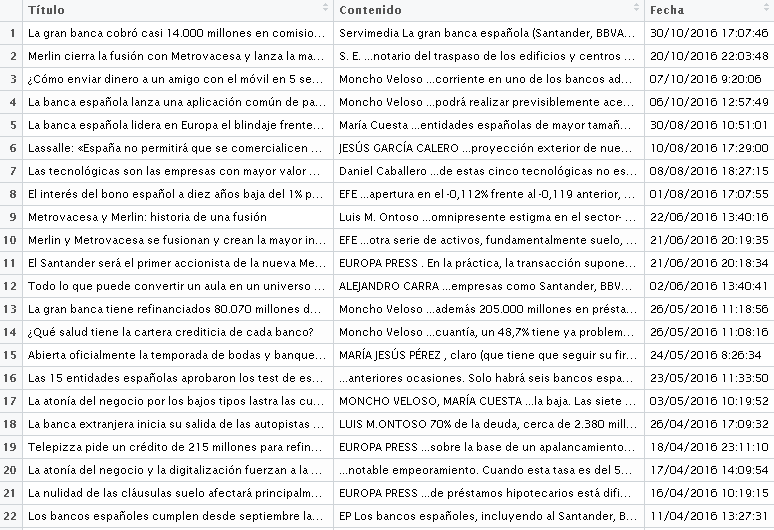 Título Contenido Fecha
1 La gran banca cobró casi 14.000 millones en comisio... Servimedia La gran banca española (Santander, BBVA... 30/10/2016 17:07:46
2 Merlin cierra la fusión con Metrovacesa y lanza la ma... S. E. ...notario del traspaso de los edificios y centros ... 20/10/2016 22:03:48
3 ¿Cómo enviar dinero a un amigo con el móvil en 5 se... Moncho Veloso ...corriente en uno de los bancos ad... 07/10/2016 9:20:06
4 La banca española lanza una aplicación común de pa... Moncho Veloso ...podrá realizar previsiblemente ace... 06/10/2016 12:57:49
5 La banca española lidera en Europa el blindaje frente... María Cuesta ...entidades españolas de mayor tamañ... 30/08/2016 10:51:01
6 Lassalle: «España no permitirá que se comercialicen ... JESÚS GARCÍA CALERO ...proyección exterior de nue... 10/08/2016 17:29:00
7 Las tecnológicas son las empresas con mayor valor ... Daniel Caballero ...de estas cinco tecnológicas no es... 08/08/2016 18:27:15
8 El interés del bono español a diez años baja del 1% p... EFE ...apertura en el -0,112% frente al -0,119 anterior, ... 01/08/2016 17:07:55
9 Metrovacesa y Merlin: historia de una fusión Luis M. Ontoso ...omnipresente estigma en el sector- ... 22/06/2016 13:40:16
10 Merlin y Metrovacesa se fusionan y crean la mayor in... EFE ...otra serie de activos, fundamentalmente suelo, ... 21/06/2016 20:19:35
11 El Santander será el primer accionista de la nueva Me... EUROPA PRESS . En la práctica, la transacción supone... 21/06/2016 20:18:34
12 Todo lo que puede convertir un aula en un universo ... ALEJANDRO CARRA ...empresas como Santander, BBV... 02/06/2016 13:40:41
13 La gran banca tiene refinanciados 80.070 millones d... Moncho Veloso ...además 205.000 millones en présta... 26/05/2016 11:18:56
14 ¿Qué salud tiene la cartera crediticia de cada banco? Moncho Veloso ...cuantía, un 48,7% tiene ya problem... 26/05/2016 11:08:16
15 Abierta oficialmente la temporada de bodas y banque... MARÍA JESÚS PÉREZ , claro (que tiene que seguir su fir... 24/05/2016 8:26:34
16 Las 15 entidades españolas aprobaron los test de es... ...anteriores ocasiones. Solo habrá seis bancos espa... 23/05/2016 11:33:50
17 La atonía del negocio por los bajos tipos lastra las cu... MONCHO VELOSO, MARÍA CUESTA ...la baja. Las siete ... 03/05/2016 10:19:52
18 La banca extranjera inicia su salida de las autopistas ... LUIS M.ONTOSO 70% de la deuda, cerca de 2.380 mill... 26/04/2016 17:09:32
19 Telepizza pide un crédito de 215 millones para refin... EUROPA PRESS ...sobre la base de un apalancamiento... 18/04/2016 23:11:10
20 La atonía del negocio y la digitalización fuerzan a la ... ...notable empeoramiento. Cuando esta tasa es del 5... 17/04/2016 14:09:54
21 La nulidad de las cláusulas suelo afectará principalm... EUROPA PRESS ...de préstamos hipotecarios está difi... 16/04/2016 10:19:15
22 Los bancos españoles cumplen desde septiembre la... EP Los bancos españoles, incluyendo al Santander, B... 11/04/2016 13:27:31